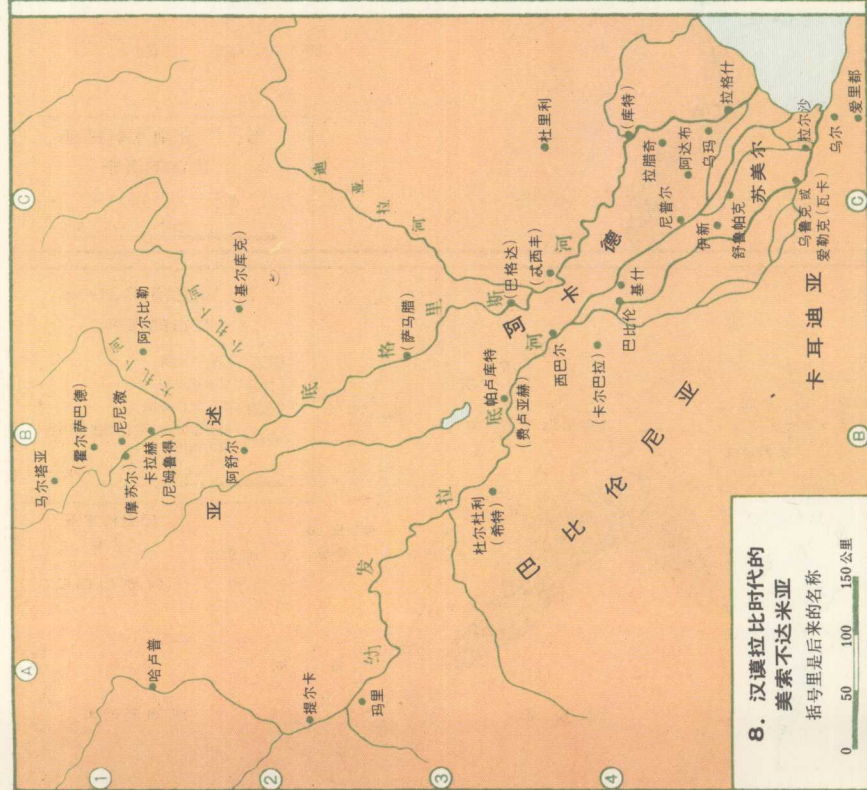 8. 汉谟拉比时代的
美索不达米亚
括号里是后来的名称
0 50 100 150 公里
A
B
C
1
2
3
4
B
C
哈卢普
提尔卡
玛里
马尔塔亚
(霍尔萨巴德)
尼尼微
(摩苏尔)
卡拉赫
(尼姆鲁得)
阿尔比勒
大扎卜河
小扎卜河
(基尔库克)
亚述
阿舒尔
底格里斯河
(萨马腊)
迪亚拉河
幼发拉底河
杜尔杜利
(希特)
帕卢库特
(费卢亚赫)
(巴格达)
(忒西丰)
西巴尔
阿卡德
(卡尔巴拉)
巴比伦
基什
巴比伦尼亚
杜里利
(库特)
拉腊奇
阿达布
尼普尔
乌玛
拉格什
伊新
舒鲁帕克
苏美尔
乌鲁克 或
爱勒克(瓦卡)
拉尔沙
乌尔
爱里都
卡耳迪亚